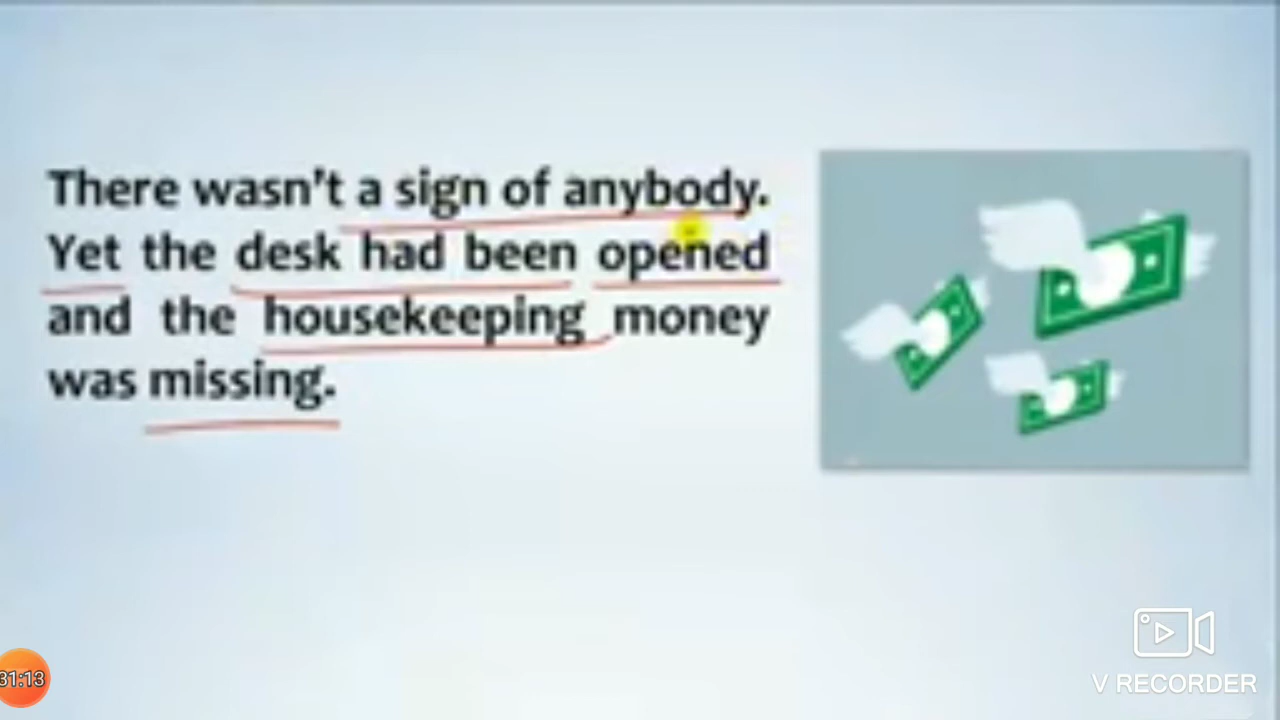 There wasn't a sign of anybody.
Yet the desk had been opened
and the housekeeping money
was missing.
31:13
V RECORDER